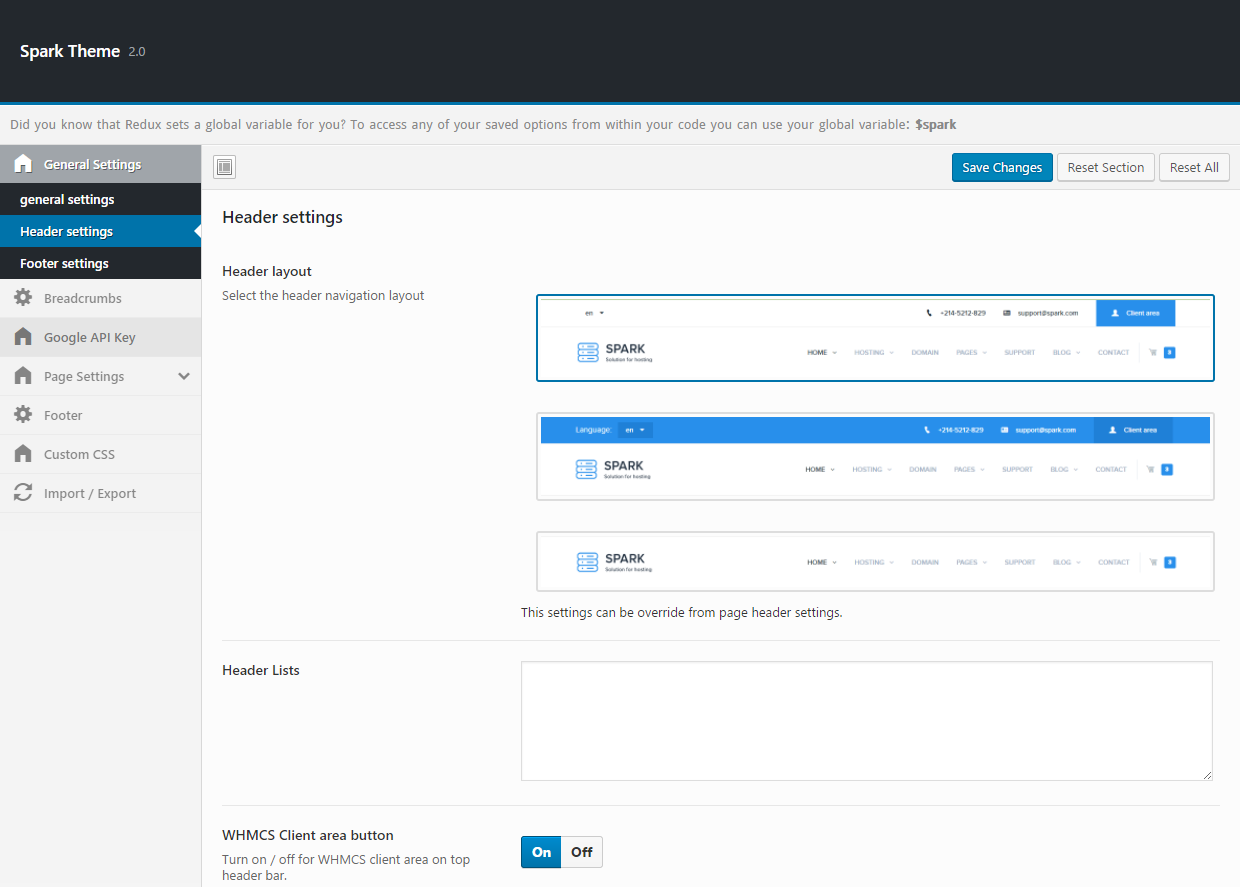 Spark Theme 2.0
Did you know that Redux sets a global variable for you? To access any of your saved options from within your code you can use your global variable: $spark
General Settings
Save Changes Reset Section Reset All
general settings
Header settings
Footer settings
Breadcrumbs
Google API Key
Page Settings
Footer
Custom CSS
Import / Export
Header settings
Header layout
Select the header navigation layout
en +214-5212-829 support@spark.com Client area
SPARK
Solution for hosting
HOME HOSTING DOMAIN PAGES SUPPORT BLOG CONTACT
Language: en +214-5212-829 support@spark.com Client area
SPARK
Solution for hosting
HOME HOSTING DOMAIN PAGES SUPPORT BLOG CONTACT
SPARK
Solution for hosting
HOME HOSTING DOMAIN PAGES SUPPORT BLOG CONTACT
This settings can be override from page header settings.
Header Lists
WHMCS Client area button
Turn on / off for WHMCS client area on top
header bar.
On Off